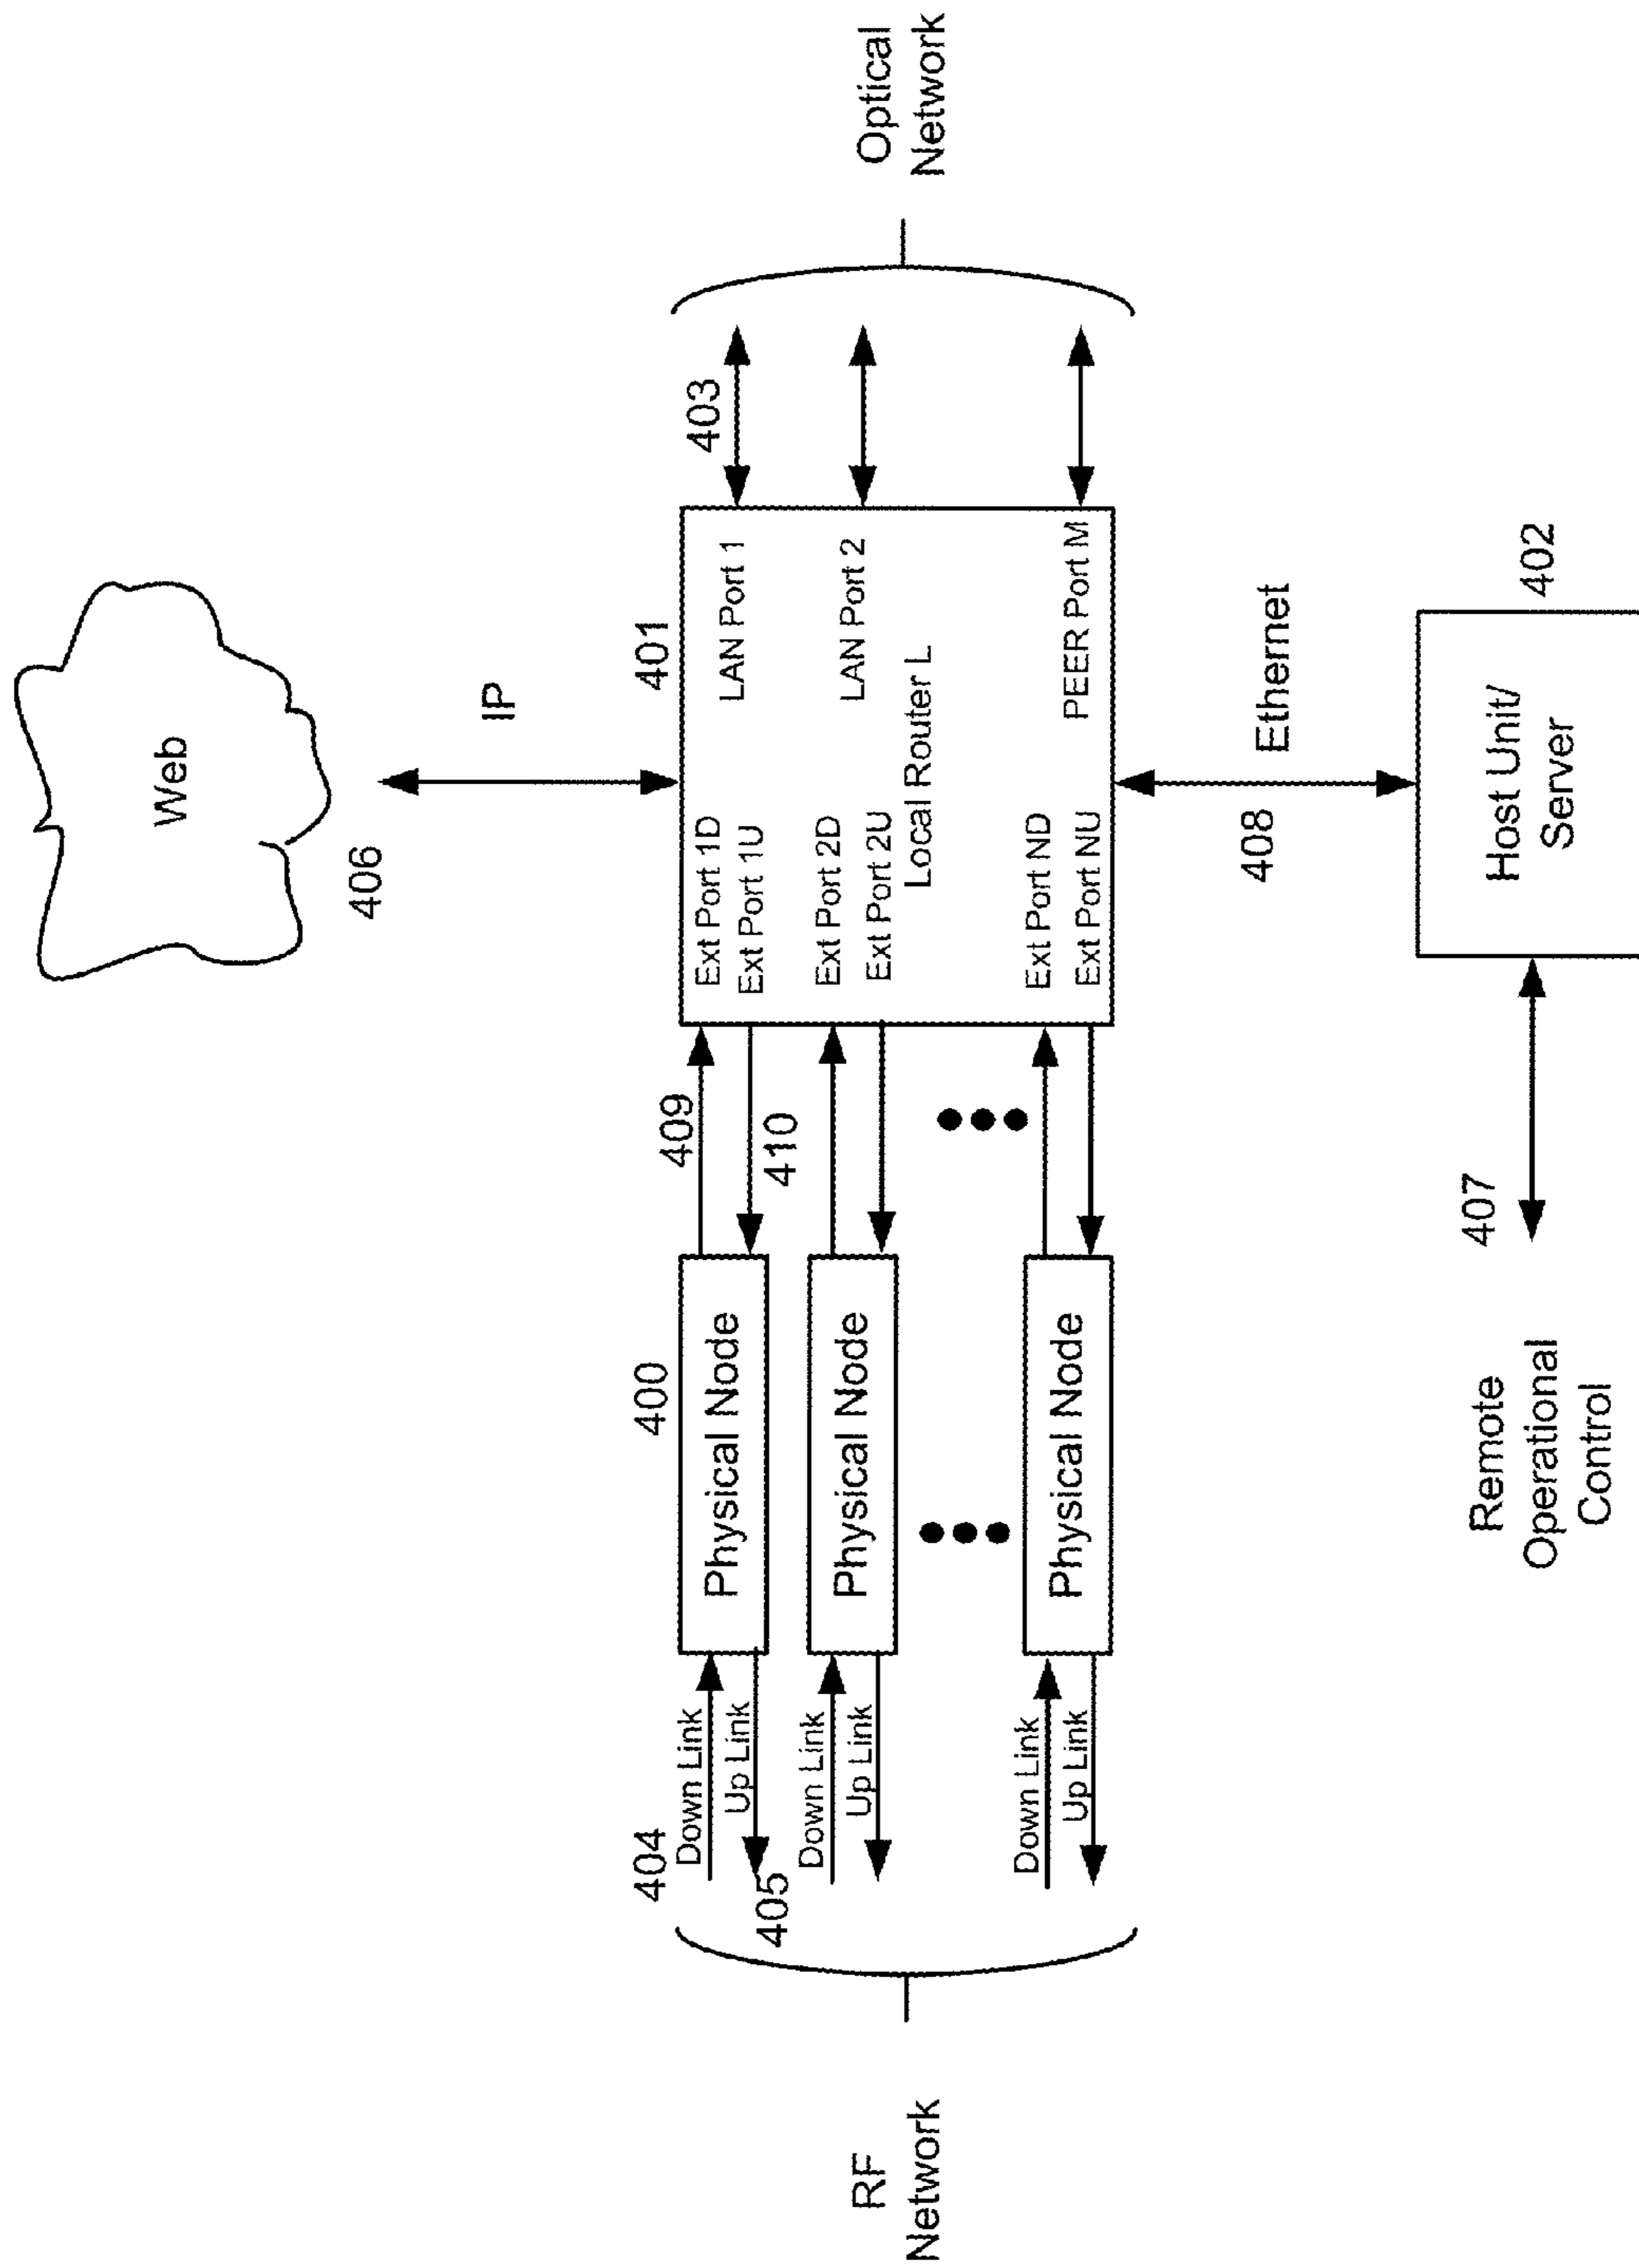 Web
406
IP
401
403
Optical
Network
RF
Network
404
Down Link
Up Link
405
Down Link
Up Link
Down Link
Up Link
400
Physical Node
Physical Node
Physical Node
409
410
Ext Port 1D
Ext Port 1U
Ext Port 2D
Ext Port 2U
Ext Port ND
Ext Port NU
Local Router L
LAN Port 1
LAN Port 2
PEER Port M
408
Ethernet
402
Host Unit/
Server
407
Remote
Operational
Control